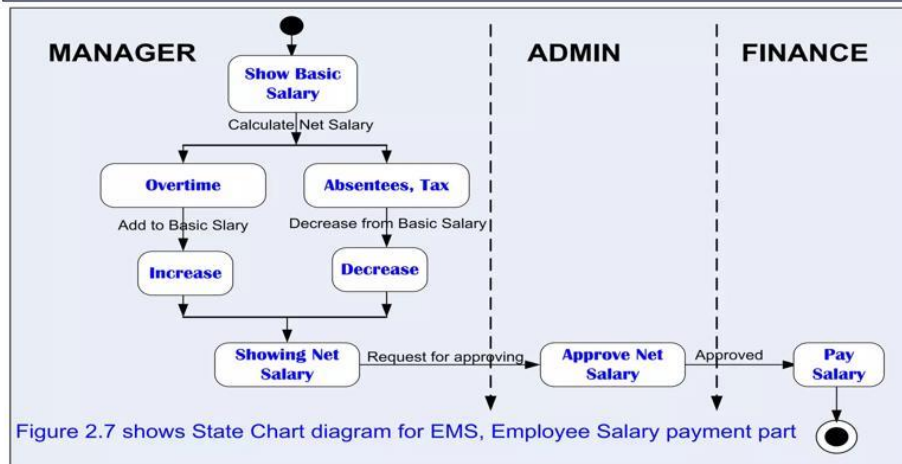 MANAGER
ADMIN
FINANCE
Show Basic
Salary
Calculate Net Salary
Overtime
Absentees, Tax
Add to Basic Slary
Decrease from Basic Salary
Increase
Decrease
Showing Net
Salary
Request for approving
Approve Net
Salary
Approved
Pay
Salary
Figure 2.7 shows State Chart diagram for EMS, Employee Salary payment part